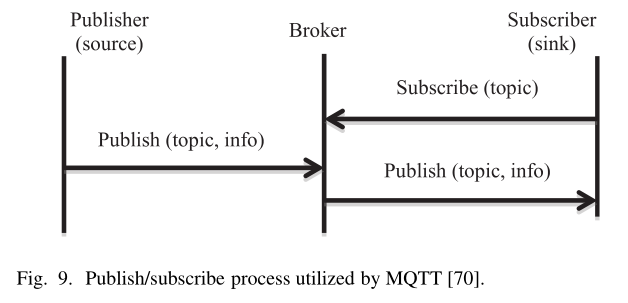 Publisher
(source)
Broker
Subscriber
(sink)
Subscribe (topic)
Publish (topic, info)
Publish (topic, info)
Fig. 9. Publish/subscribe process utilized by MQTT [70].